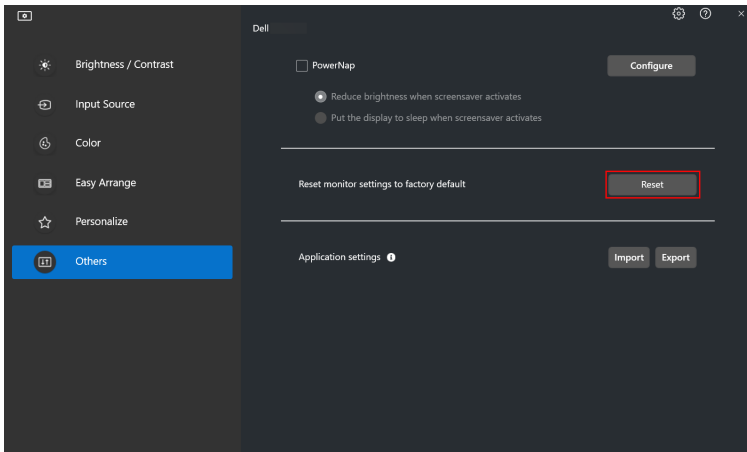 Dell
Brightness / Contrast
Input Source
Color
Easy Arrange
Personalize
Others
PowerNap
Configure
Reduce brightness when screensaver activates
Put the display to sleep when screensaver activates
Reset monitor settings to factory default
Reset
Application settings
Import
Export